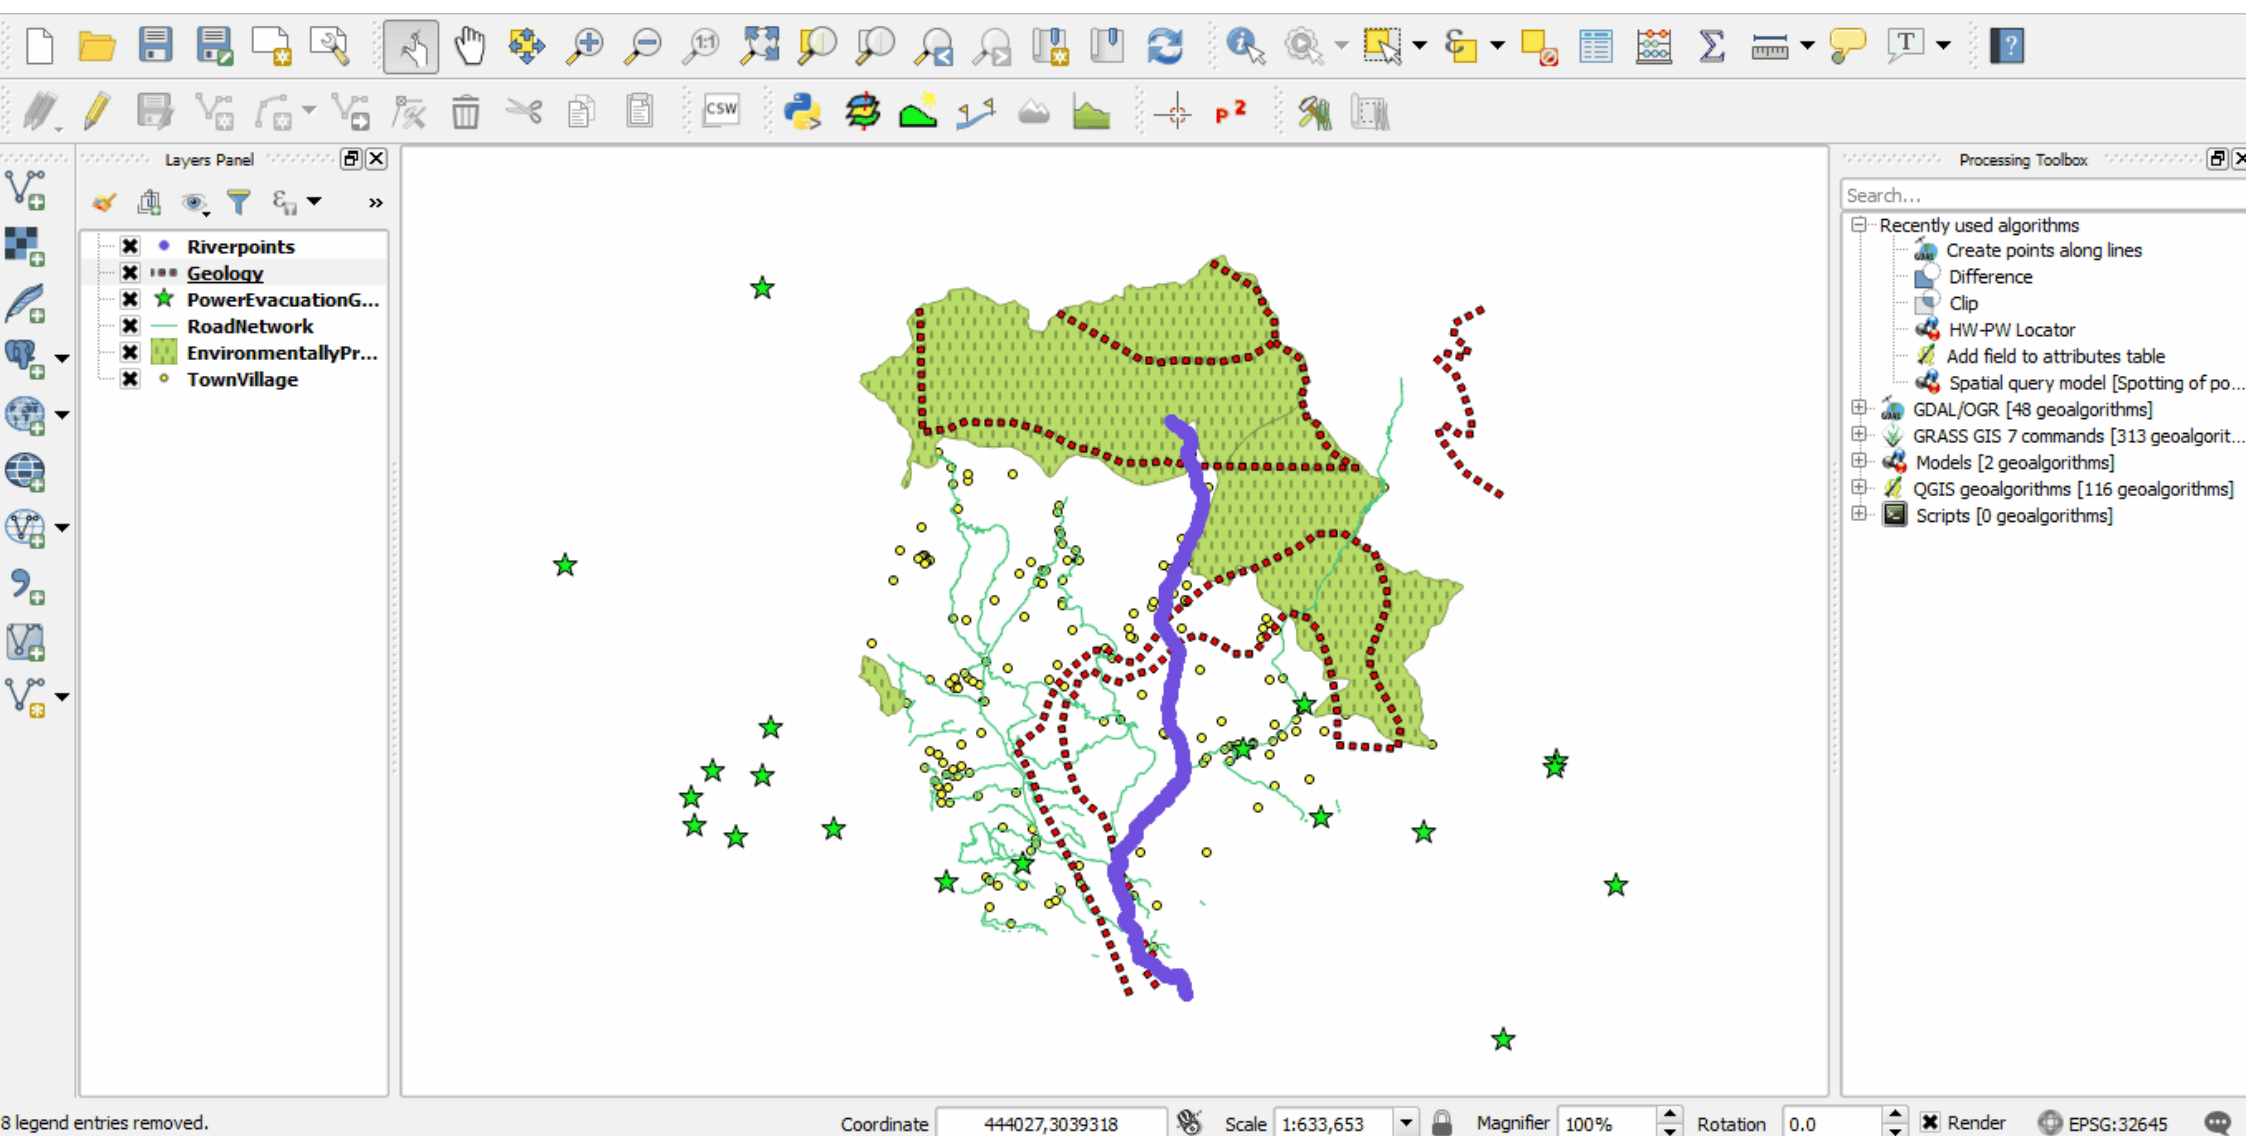 1:1
CSW
P 2
T
?
Layers Panel
Processing Toolbox
»
Search...
Riverpoints
Geology
PowerEvacuationG...
RoadNetwork
EnvironmentallyPr...
TownVillage
Recently used algorithms
Create points along lines
Difference
Clip
HW-PW Locator
Add field to attributes table
Spatial query model [Spotting of po...
GDAL/OGR [48 geoalgorithms]
GRASS GIS 7 commands [313 geoalgorit...
Models [2 geoalgorithms]
QGIS geoalgorithms [116 geoalgorithms]
Scripts [0 geoalgorithms]
8 legend entries removed.
Coordinate 444027,3039318 Scale 1:633,653 Magnifier 100% Rotation 0.0 Render EPSG:32645